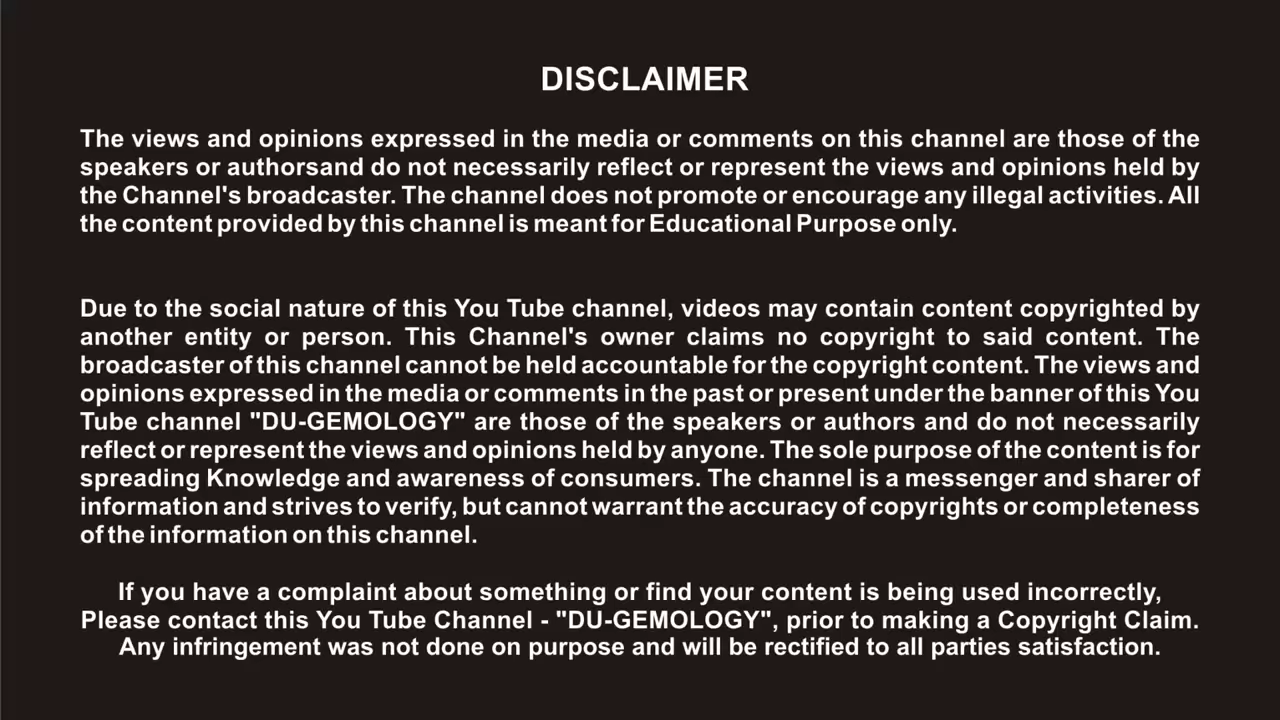 DISCLAIMER
The views and opinions expressed in the media or comments on this channel are those of the
speakers or authorsand do not necessarily reflect or represent the views and opinions held by
the Channel's broadcaster. The channel does not promote or encourage any illegal activities. All
the content provided by this channel is meant for Educational Purpose only.
Due to the social nature of this You Tube channel, videos may contain content copyrighted by
another entity or person. This Channel's owner claims no copyright to said content. The
broadcaster of this channel cannot be held accountable for the copyright content. The views and
opinions expressed in the media or comments in the past or present under the banner of this You
Tube channel "DU-GEMOLOGY" are those of the speakers or authors and do not necessarily
reflect or represent the views and opinions held by anyone. The sole purpose of the content is for
spreading Knowledge and awareness of consumers. The channel is a messenger and sharer of
information and strives to verify, but cannot warrant the accuracy of copyrights or completeness
of the information on this channel.
If you have a complaint about something or find your content is being used incorrectly,
Please contact this You Tube Channel - "DU-GEMOLOGY", prior to making a Copyright Claim.
Any infringement was not done on purpose and will be rectified to all parties satisfaction.